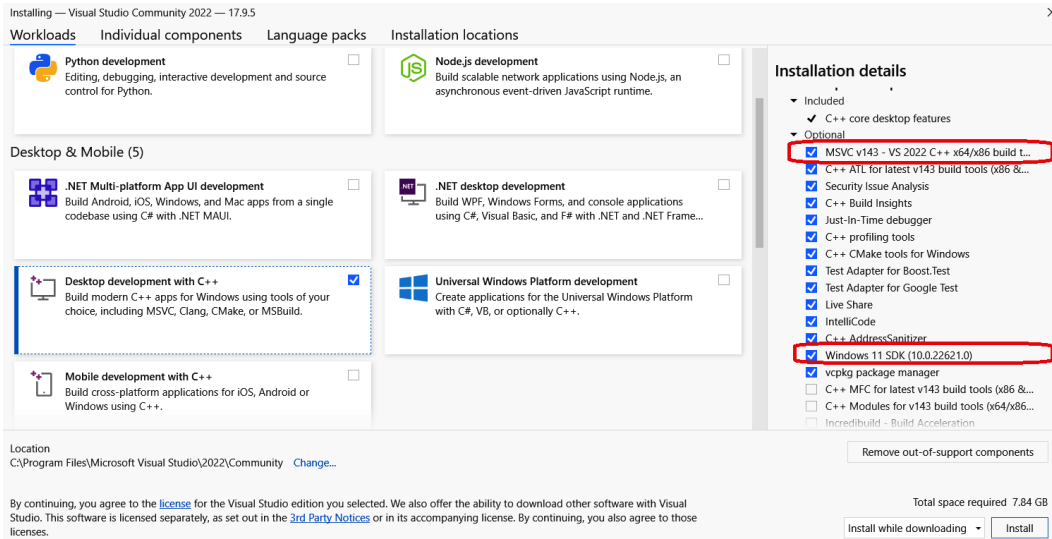 Installing — Visual Studio Community 2022 — 17.9.5
Workloads Individual components Language packs Installation locations
Python development
Editing, debugging, interactive development and source
control for Python.
Node.js development
Build scalable network applications using Node.js, an
asynchronous event-driven JavaScript runtime.
Desktop & Mobile (5)
.NET Multi-platform App UI development
Build Android, iOS, Windows, and Mac apps from a single
codebase using C# with .NET MAUI.
.NET
.NET desktop development
Build WPF, Windows Forms, and console applications
using C#, Visual Basic, and F# with .NET and .NET Frame...
Desktop development with C++
Build modern C++ apps for Windows using tools of your
choice, including MSVC, Clang, CMake, or MSBuild.
Universal Windows Platform development
Create applications for the Universal Windows Platform
with C#, VB, or optionally C++.
Mobile development with C++
Build cross-platform applications for iOS, Android or
Windows using C++.
Installation details
Included
C++ core desktop features
Optional
MSVC v143 - VS 2022 C++ x64/x86 build t...
C++ ATL for latest v143 build tools (x86 &...
Security Issue Analysis
C++ Build Insights
Just-In-Time debugger
C++ profiling tools
C++ CMake tools for Windows
Test Adapter for Boost.Test
Test Adapter for Google Test
Live Share
IntelliCode
C++ AddressSanitizer
Windows 11 SDK (10.0.22621.0)
vcpkg package manager
C++ MFC for latest v143 build tools (x86 &...
C++ Modules for v143 build tools (x64/x86...
Incredibuild - Build Acceleration
Location
C:\Program Files\Microsoft Visual Studio\2022\Community Change...
Remove out-of-support components
By continuing, you agree to the license for the Visual Studio edition you selected. We also offer the ability to download other software with Visual
Studio. This software is licensed separately, as set out in the 3rd Party Notices or in its accompanying license. By continuing, you also agree to those
licenses.
Total space required 7.84 GB
Install while downloading Install